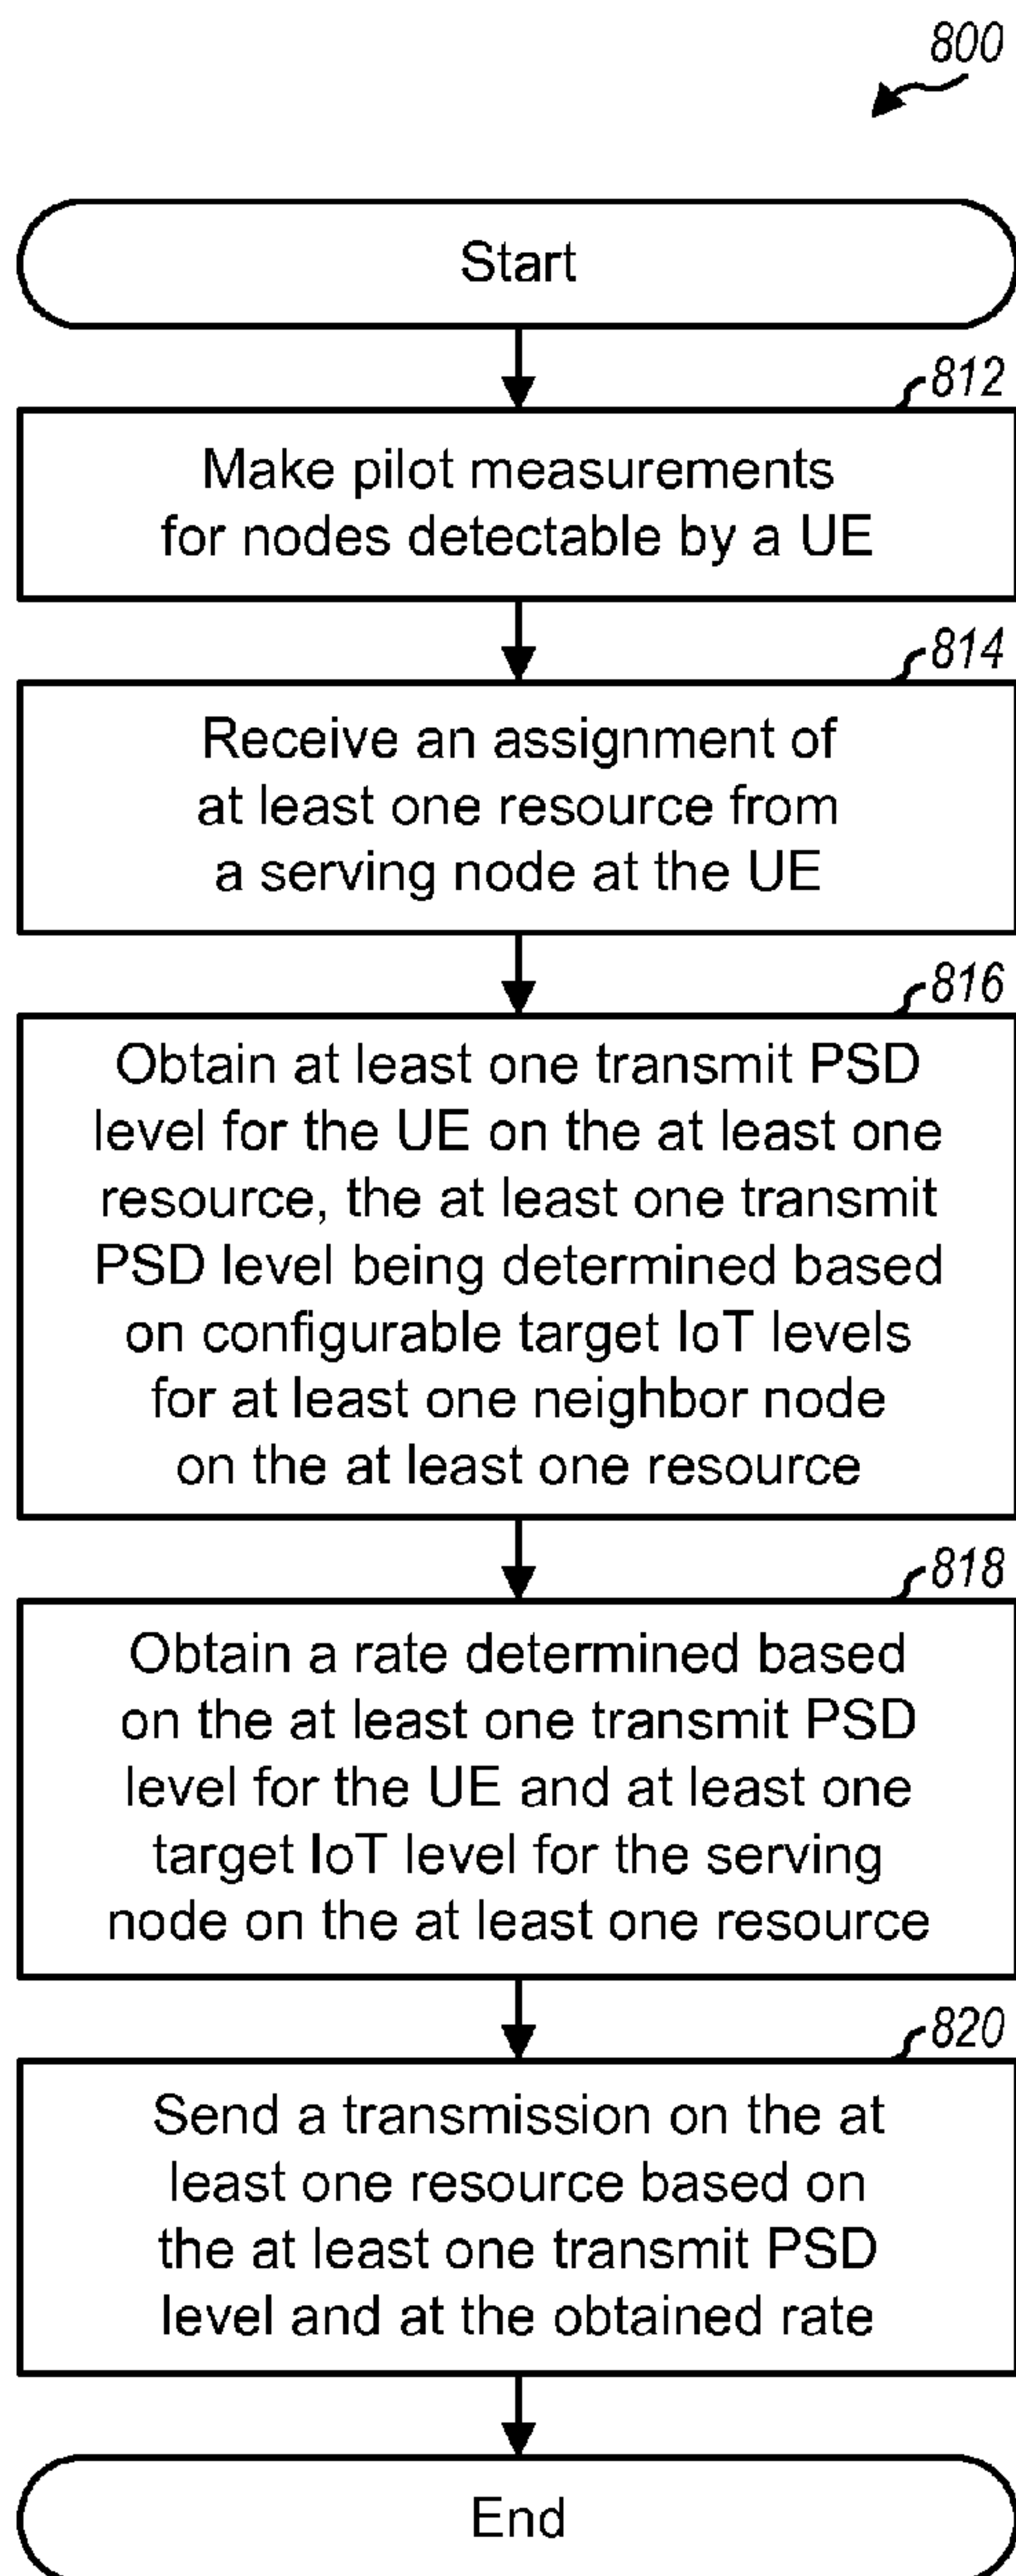 800
Start
812
Make pilot measurements
for nodes detectable by a UE
814
Receive an assignment of
at least one resource from
a serving node at the UE
816
Obtain at least one transmit PSD
level for the UE on the at least one
resource, the at least one transmit
PSD level being determined based
on configurable target IoT levels
for at least one neighbor node
on the at least one resource
818
Obtain a rate determined based
on the at least one transmit PSD
level for the UE and at least one
target IoT level for the serving
node on the at least one resource
820
Send a transmission on the at
least one resource based on
the at least one transmit PSD
level and at the obtained rate
End